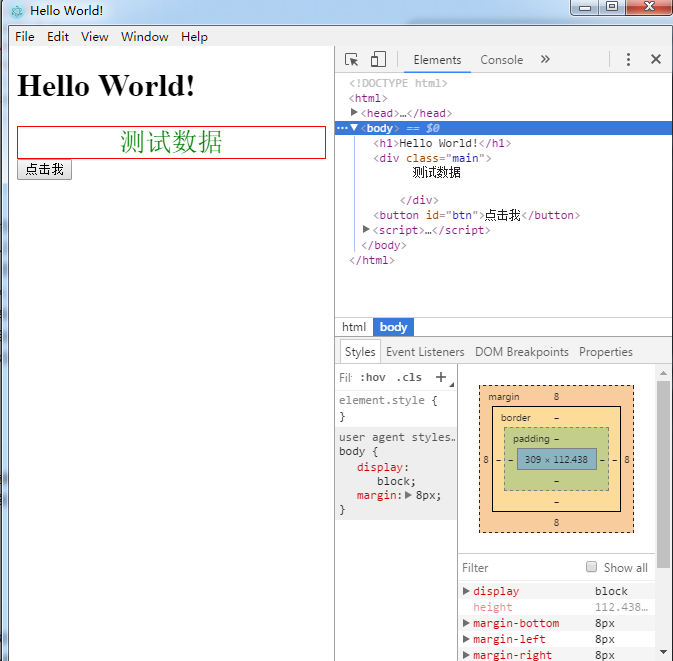 Hello World!
File Edit View Window Help
Hello World!
测试数据
点击我
Elements Console »
<!DOCTYPE html>
<html>
<head>…</head>
<body> == $0
<h1>Hello World!</h1>
<div class="main">
测试数据
</div>
<button id="btn">点击我</button>
<script>…</script>
</body>
</html>
html body
Styles Event Listeners DOM Breakpoints Properties
Fil :hov .cls +
element.style {
}
user agent styles…
body {
display:
block;
margin: 8px;
}
margin 8
border –
padding –
8 – – 309 × 112.438 – – 8
–
–
8
Filter Show all
display block
height 112.438…
margin-bottom 8px
margin-left 8px
margin-right 8px